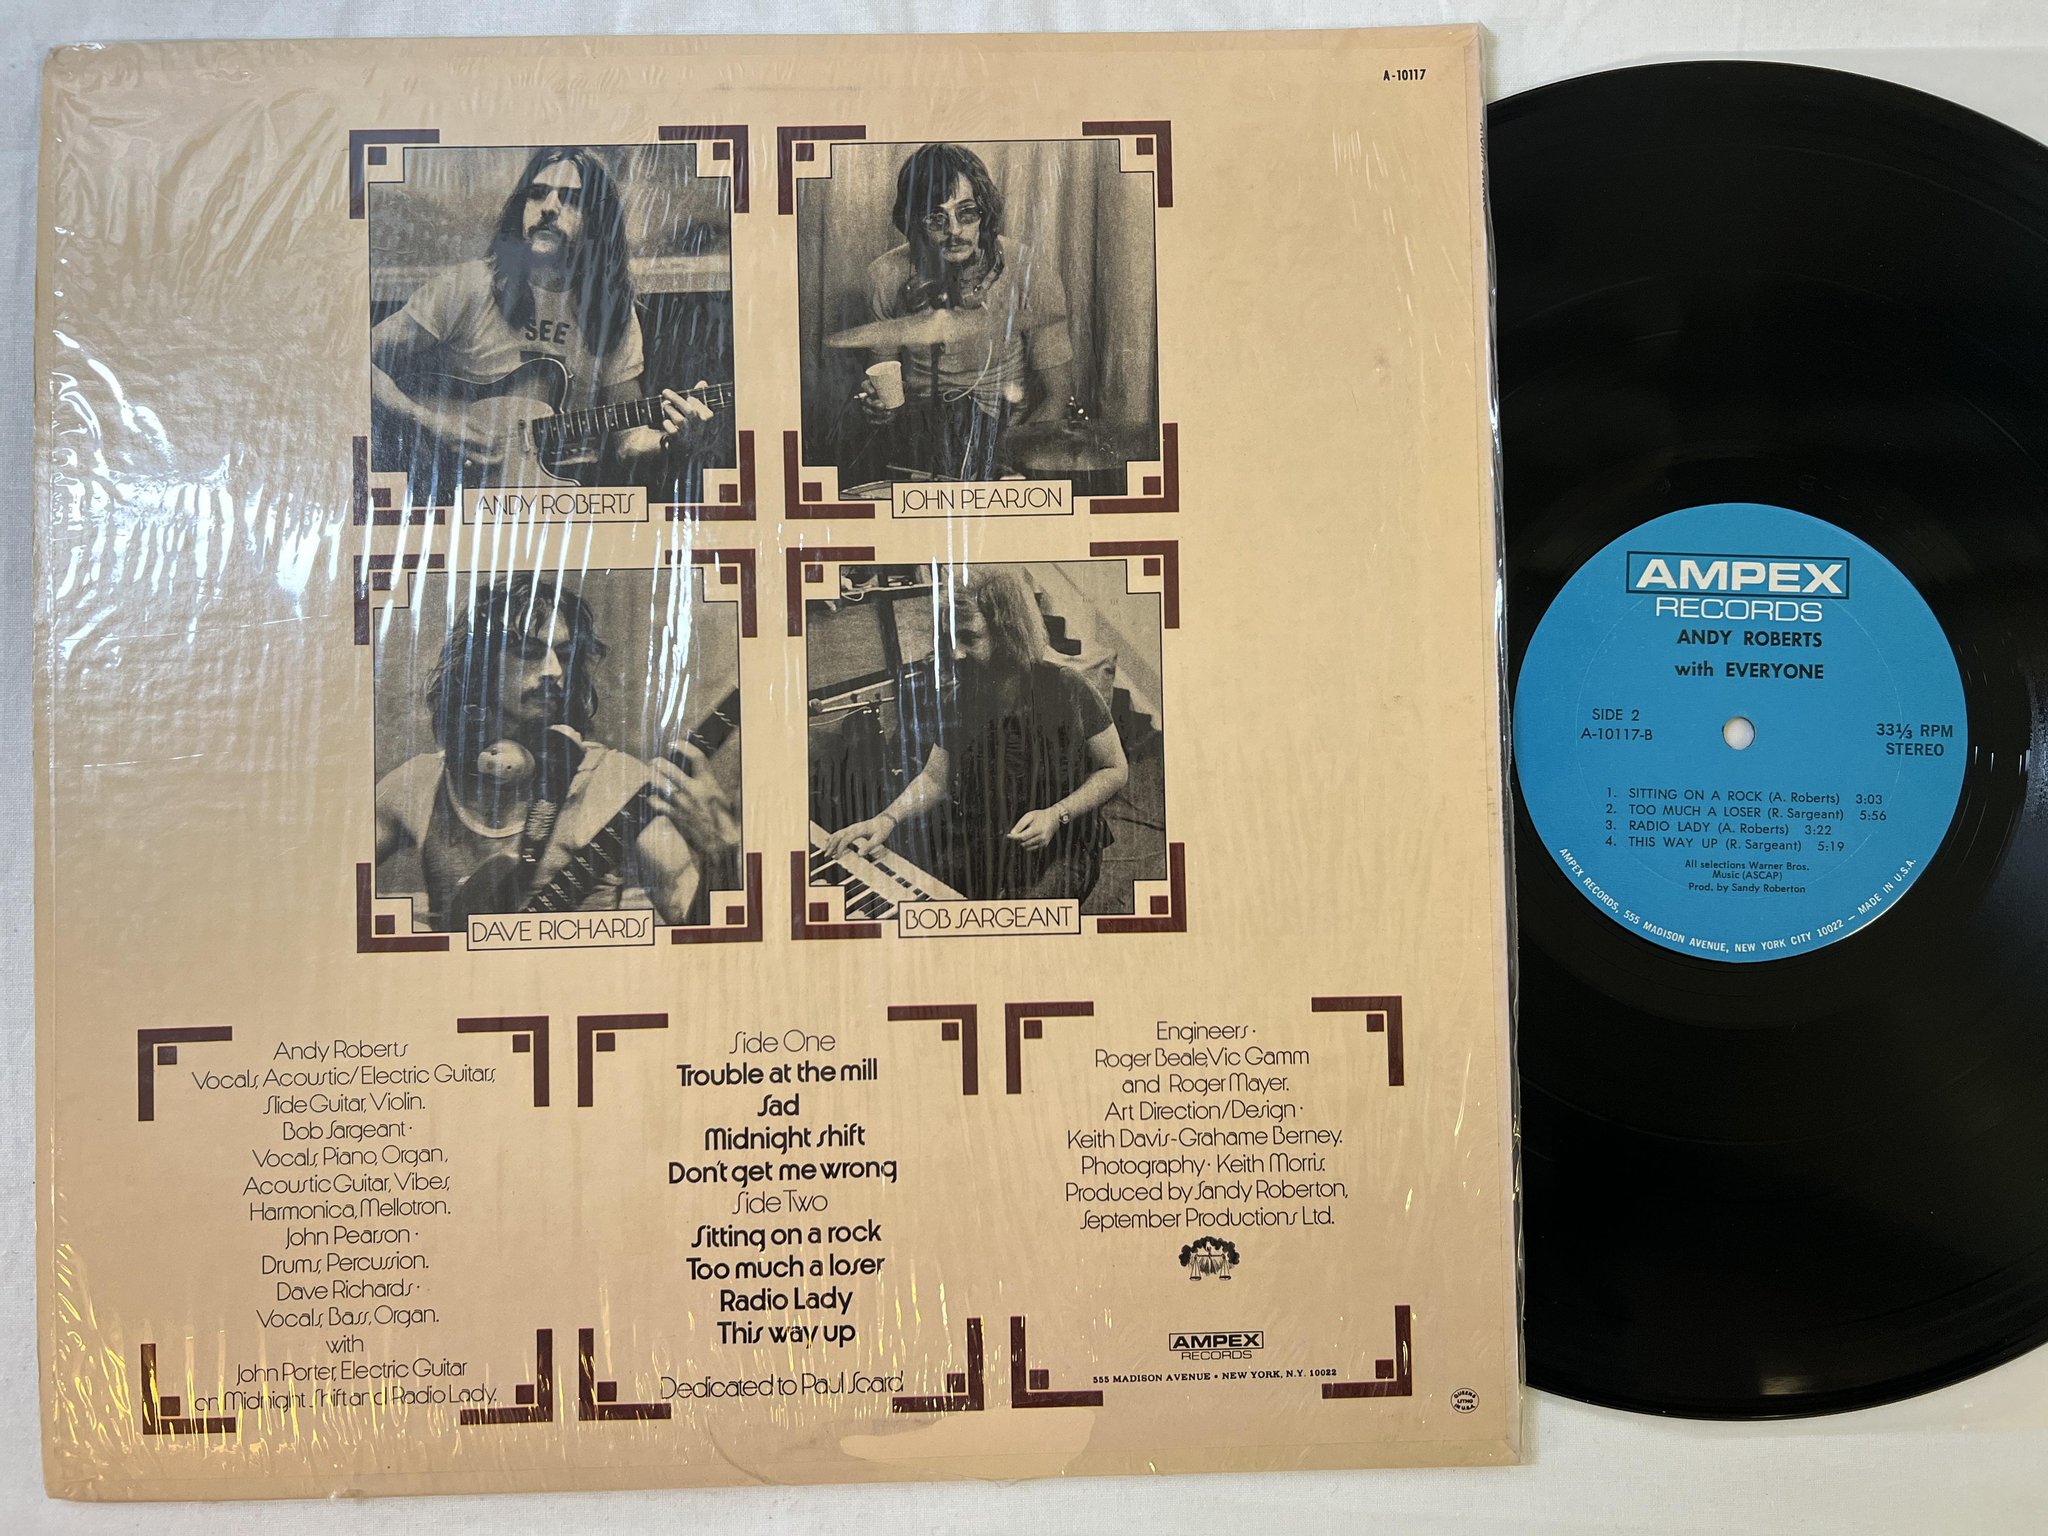 A-10117
SEE
ANDY ROBERTS
JOHN PEARSON
DAVE RICHARDS
BOB SARGEANT
Andy Roberts
Vocals, Acoustic/Electric Guitars,
Slide Guitar, Violin.
Bob Sargeant·
Vocals, Piano, Organ,
Acoustic Guitar, Vibes,
Harmonica, Mellotron.
John Pearson·
Drums, Percussion.
Dave Richards·
Vocals, Bass, Organ.
with
John Porter, Electric Guitar
on Midnight Shift and Radio Lady.
Side One
Trouble at the mill
Sad
Midnight shift
Don't get me wrong
Side Two
Sitting on a rock
Too much a loser
Radio Lady
This way up
Dedicated to Paul Scard
Engineers·
Roger Beale, Vic Gamm
and Roger Mayer.
Art Direction/Design·
Keith Davis-Grahame Berney.
Photography· Keith Morris.
Produced by Sandy Roberton,
September Productions Ltd.
AMPEX
RECORDS
555 MADISON AVENUE • NEW YORK, N.Y. 10022
QUEENS
LITHO
IN U.S.A.
AMPEX
RECORDS
ANDY ROBERTS
with EVERYONE
SIDE 2
A-10117-B
33⅓ RPM
STEREO
1. SITTING ON A ROCK (A. Roberts) 3:03
2. TOO MUCH A LOSER (R. Sargeant) 5:56
3. RADIO LADY (A. Roberts) 3:22
4. THIS WAY UP (R. Sargeant) 5:19
All selections Warner Bros.
Music (ASCAP)
Prod. by Sandy Roberton
AMPEX RECORDS, 555 MADISON AVENUE, NEW YORK CITY 10022 — MADE IN U.S.A.